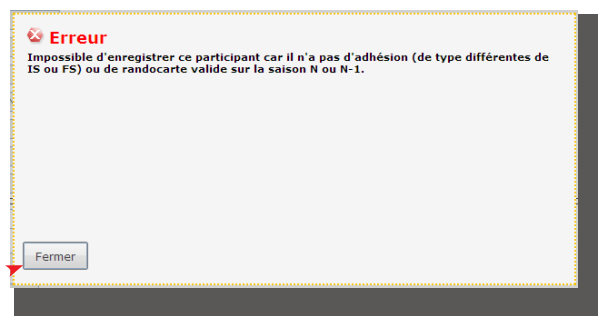 Erreur
Impossible d'enregistrer ce participant car il n'a pas d'adhésion (de type différentes de
IS ou FS) ou de randocarte valide sur la saison N ou N-1.
Fermer